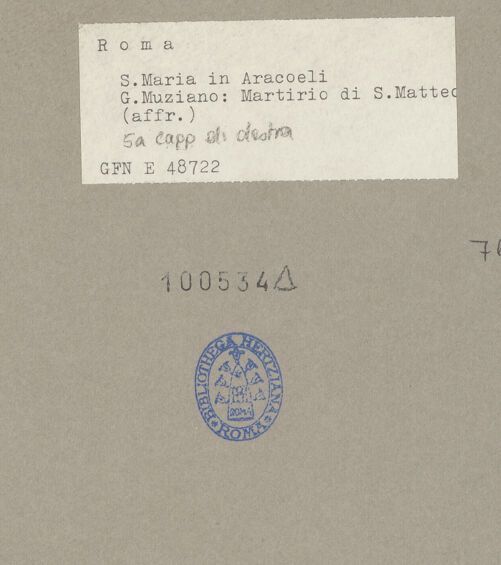 Roma
S.Maria in Aracoeli
G.Muziano: Martirio di S.Matteo
(affr.)
5a capp di destra
GFN E 48722
100534
BIBLIOTHECA HERTZIANA
ROMA
ROMA